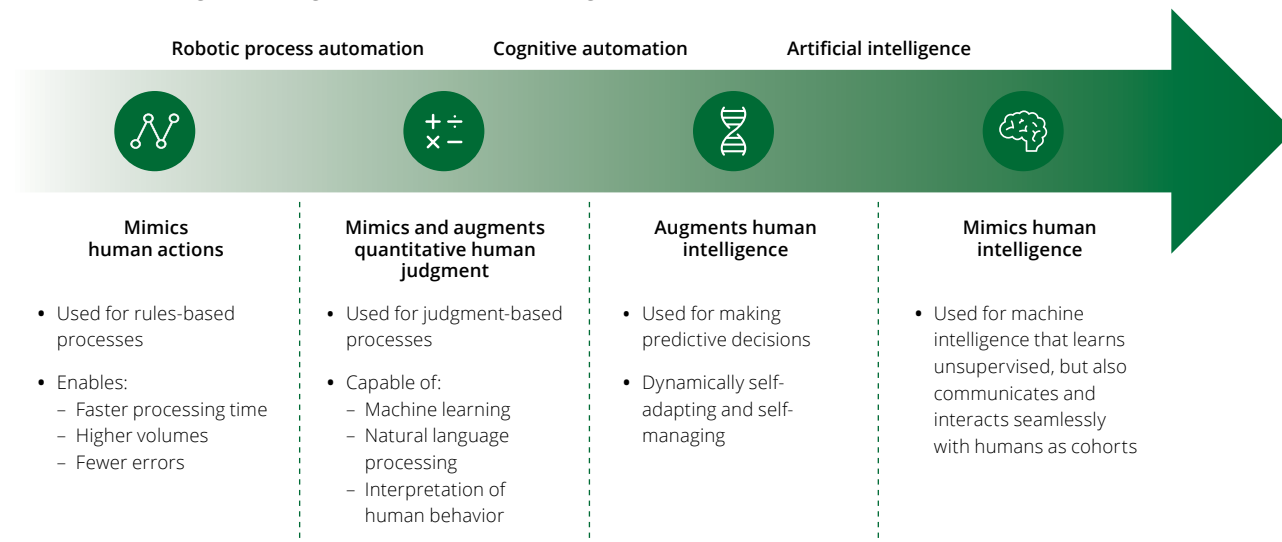 Robotic process automation
Cognitive automation
Artificial intelligence
Mimics
human actions
• Used for rules-based
processes
• Enables:
– Faster processing time
– Higher volumes
– Fewer errors
Mimics and augments
quantitative human
judgment
• Used for judgment-based
processes
• Capable of:
– Machine learning
– Natural language
processing
– Interpretation of
human behavior
Augments human
intelligence
• Used for making
predictive decisions
• Dynamically self-
adapting and self-
managing
Mimics human
intelligence
• Used for machine
intelligence that learns
unsupervised, but also
communicates and
interacts seamlessly
with humans as cohorts